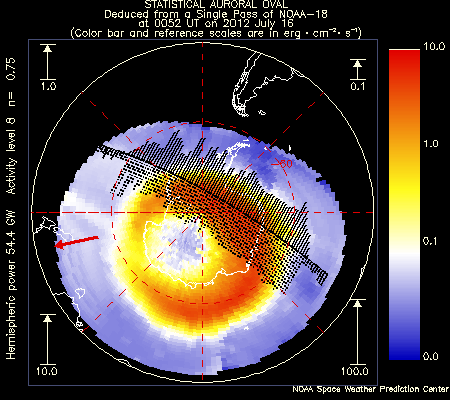 STATISTICAL AURORAL OVAL
Deduced from a Single Pass of NOAA-18
at 0052 UT on 2012 July 16
(Color bar and reference scales are in erg·cm⁻²·s⁻¹)
Hemispheric power 54.4 GW Activity level 8 n= 0.75
1.0
0.1
10.0
100.0
-60
10.0
1.0
0.1
0.0
NOAA Space Weather Prediction Center